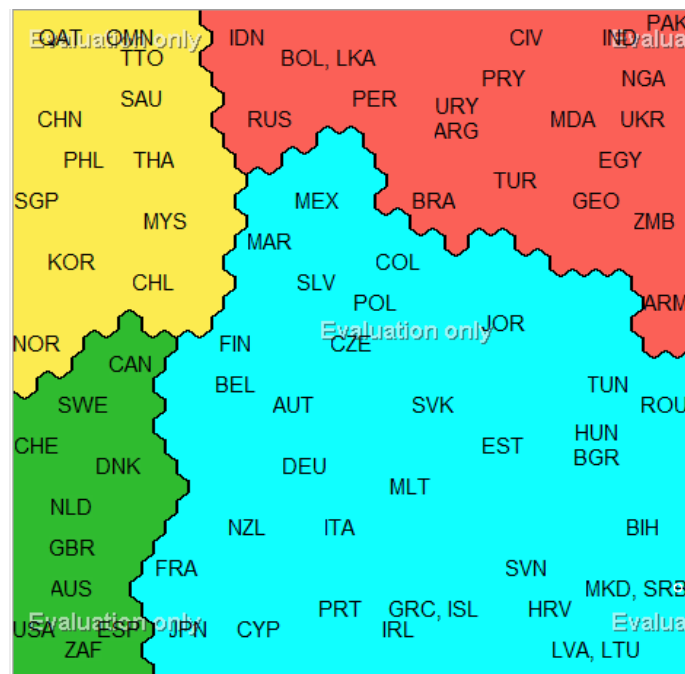 QAT OMN IDN CIV IND PAK
Evaluation only Evalua
TTO BOL, LKA
SAU PRY NGA
PER
CHN RUS URY MDA UKR
ARG
PHL THA EGY
TUR
SGP MEX BRA GEO
MYS ZMB
MAR
KOR COL
CHL SLV
POL ARM
JOR
Evaluation only
NOR FIN CZE
CAN
BEL TUN
SWE AUT SVK ROU
CHE EST HUN
BGR
DNK DEU
MLT
NLD NZL ITA BIH
GBR
FRA SVN
AUS MKD, SRB
PRT GRC, ISL HRV
Evaluation only Evalua
USA ESP JPN CYP IRL
ZAF LVA, LTU